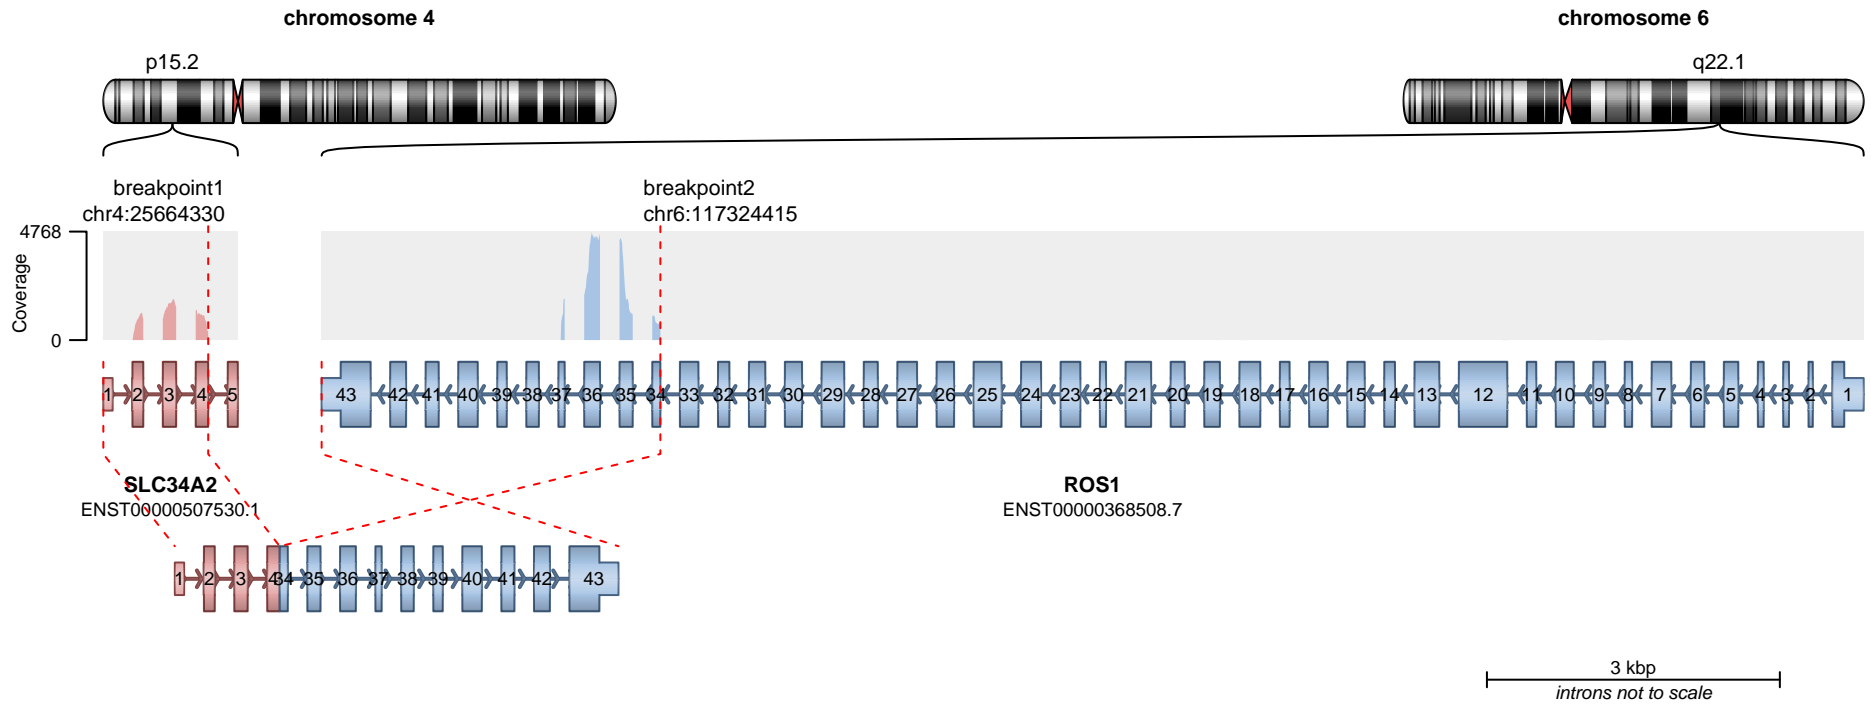 chromosome 4
chromosome 6
p15.2
q22.1
breakpoint1
chr4:25664330
breakpoint2
chr6:117324415
4768
Coverage
0
1 2 3 4 5
43 42 41 40 39 38 37 36 35 34 33 32 31 30 29 28 27 26 25 24 23 22 21 20 19 18 17 16 15 14 13 12 11 10 9 8 7 6 5 4 3 2 1
SLC34A2
ENST00000507530.1
ROS1
ENST00000368508.7
1 2 3 4 34 35 36 37 38 39 40 41 42 43
3 kbp
introns not to scale